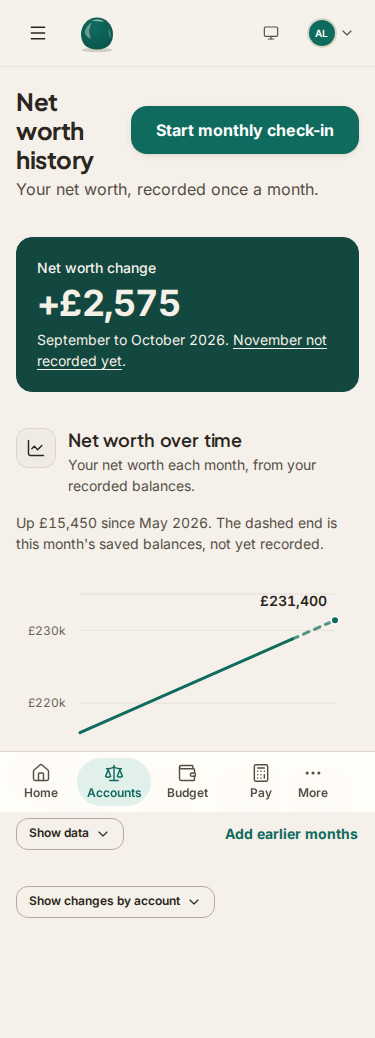 AL
Net
worth
history
Start monthly check-in
Your net worth, recorded once a month.
Net worth change
+£2,575
September to October 2026. November not
recorded yet.
Net worth over time
Your net worth each month, from your
recorded balances.
Up £15,450 since May 2026. The dashed end is
this month's saved balances, not yet recorded.
£231,400
£230k
£220k
Home
Accounts
Budget
Pay
More
Show data
Add earlier months
Show changes by account